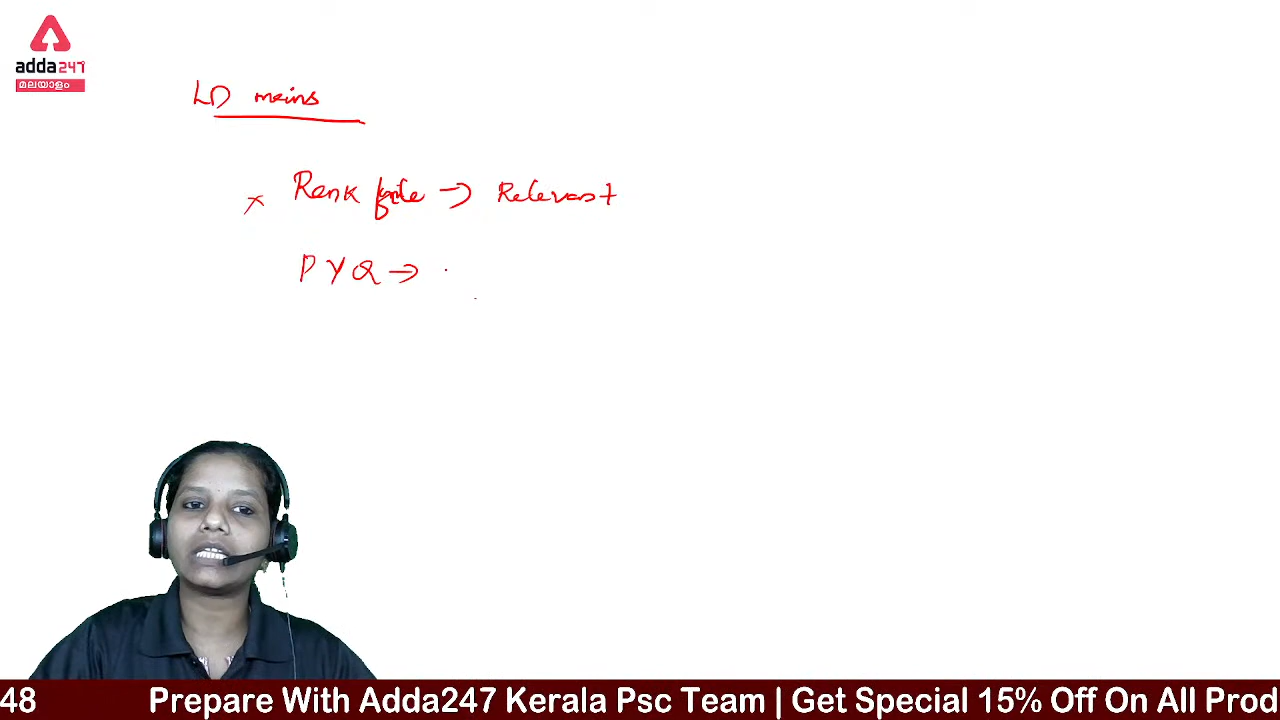 adda247
മലയാളം
LD mains
x Rank file → Relevant
PYQ →
48 Prepare With Adda247 Kerala Psc Team | Get Special 15% Off On All Prod